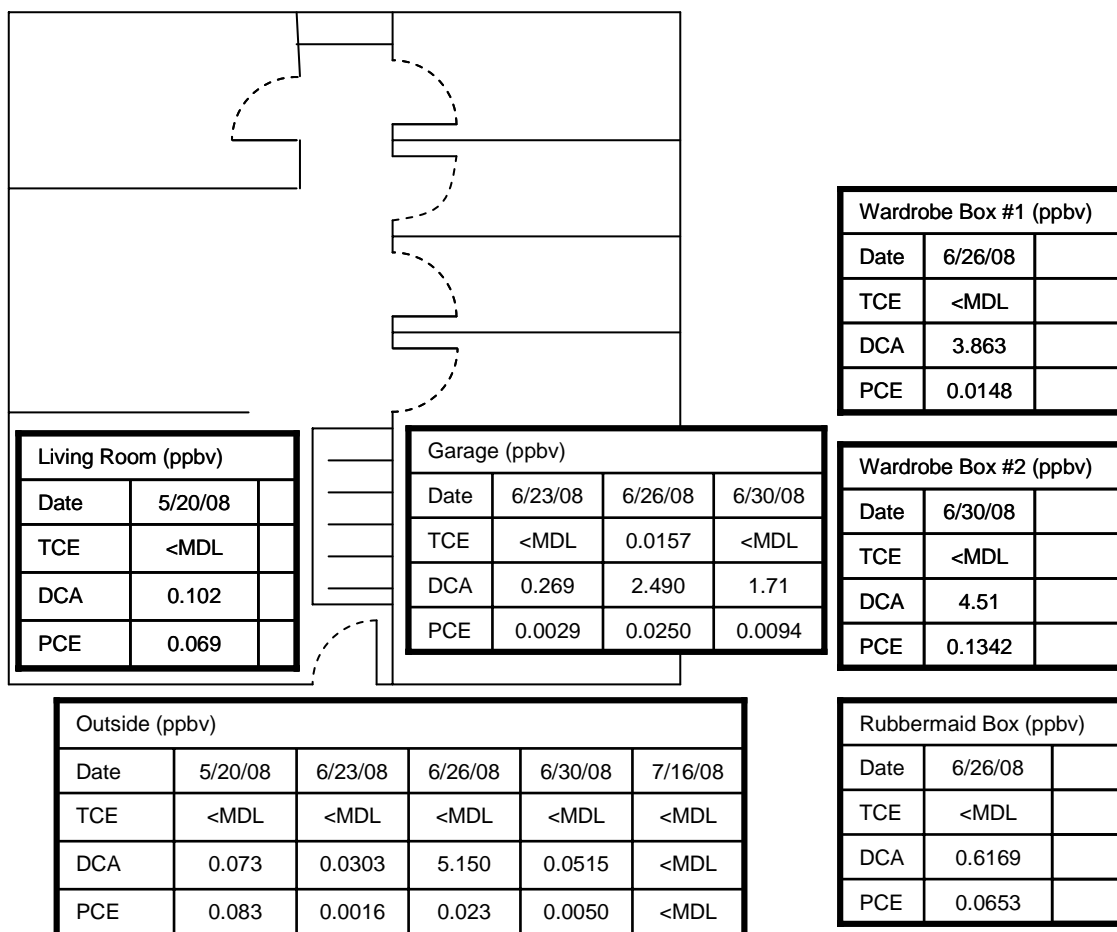 Wardrobe Box #1 (ppbv)
Date 6/26/08
TCE <MDL
DCA 3.863
PCE 0.0148
Living Room (ppbv)
Date 5/20/08
TCE <MDL
DCA 0.102
PCE 0.069
Garage (ppbv)
Date 6/23/08 6/26/08 6/30/08
TCE <MDL 0.0157 <MDL
DCA 0.269 2.490 1.71
PCE 0.0029 0.0250 0.0094
Wardrobe Box #2 (ppbv)
Date 6/30/08
TCE <MDL
DCA 4.51
PCE 0.1342
Outside (ppbv)
Date 5/20/08 6/23/08 6/26/08 6/30/08 7/16/08
TCE <MDL <MDL <MDL <MDL <MDL
DCA 0.073 0.0303 5.150 0.0515 <MDL
PCE 0.083 0.0016 0.023 0.0050 <MDL
Rubbermaid Box (ppbv)
Date 6/26/08
TCE <MDL
DCA 0.6169
PCE 0.0653